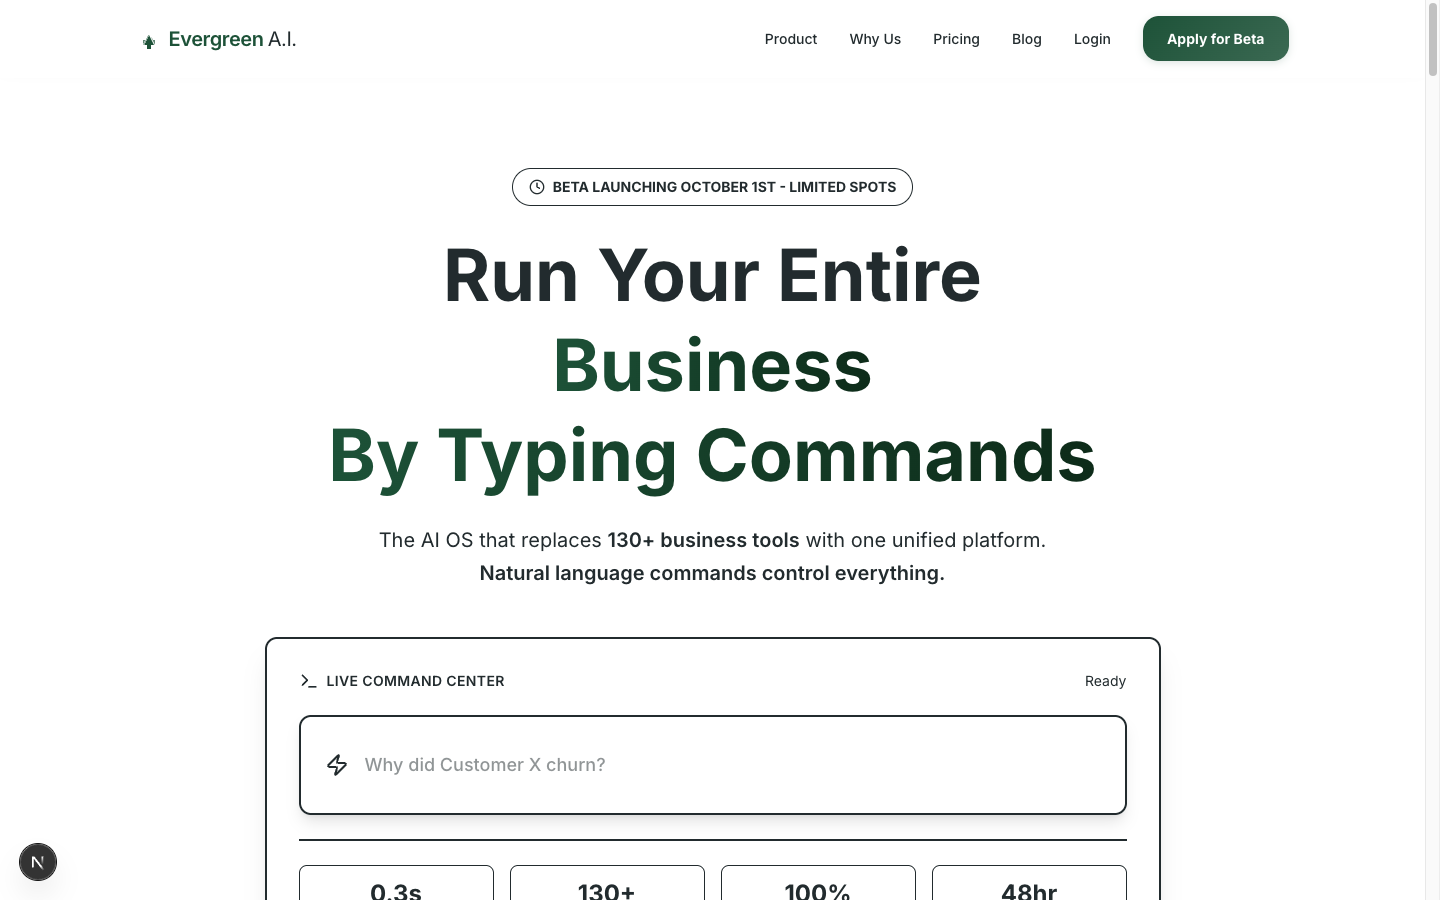 Evergreen A.I.
Product Why Us Pricing Blog Login Apply for Beta
BETA LAUNCHING OCTOBER 1ST - LIMITED SPOTS
Run Your Entire
Business
By Typing Commands
The AI OS that replaces 130+ business tools with one unified platform.
Natural language commands control everything.
LIVE COMMAND CENTER Ready
Why did Customer X churn?
0.3s 130+ 100% 48hr
N